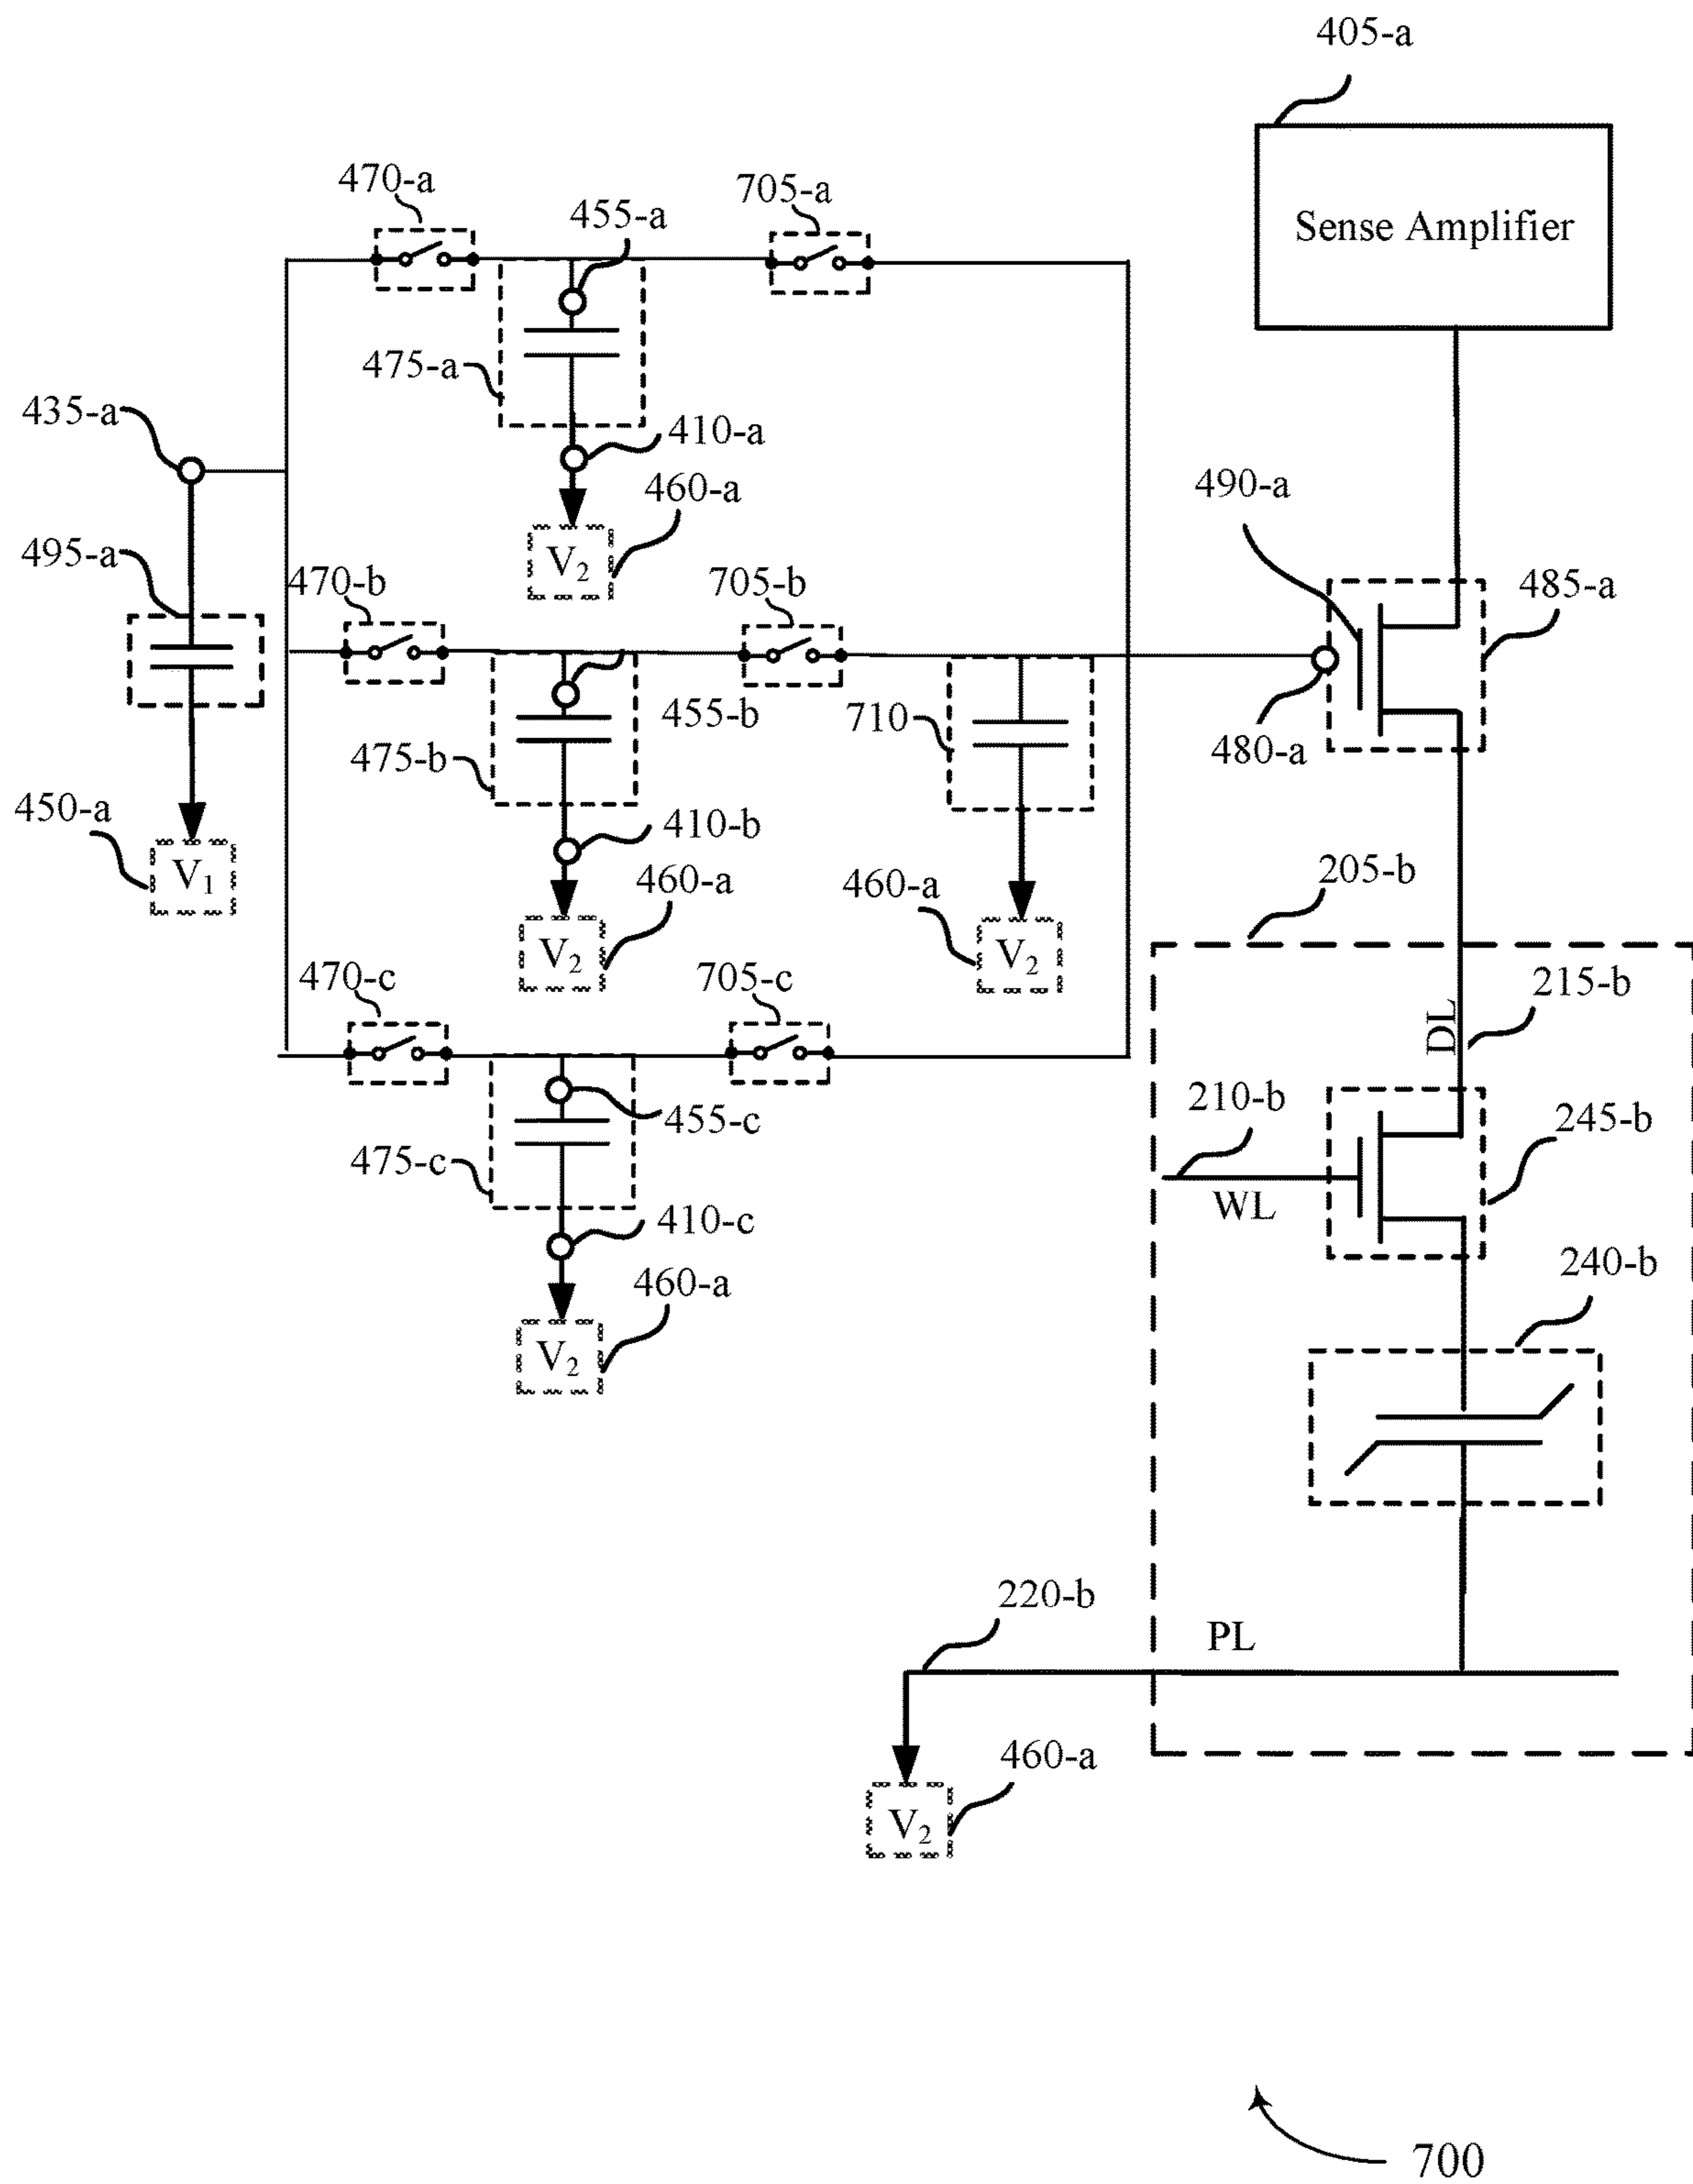 405-a
Sense Amplifier
470-a
705-a
455-a
475-a
435-a
410-a
460-a
V₂
490-a
495-a
470-b
705-b
485-a
455-b
710
480-a
475-b
450-a
V₁
410-b
460-a
V₂
460-a
V₂
205-b
215-b
DL
470-c
705-c
210-b
WL
245-b
455-c
475-c
410-c
460-a
V₂
240-b
220-b
PL
460-a
V₂
700